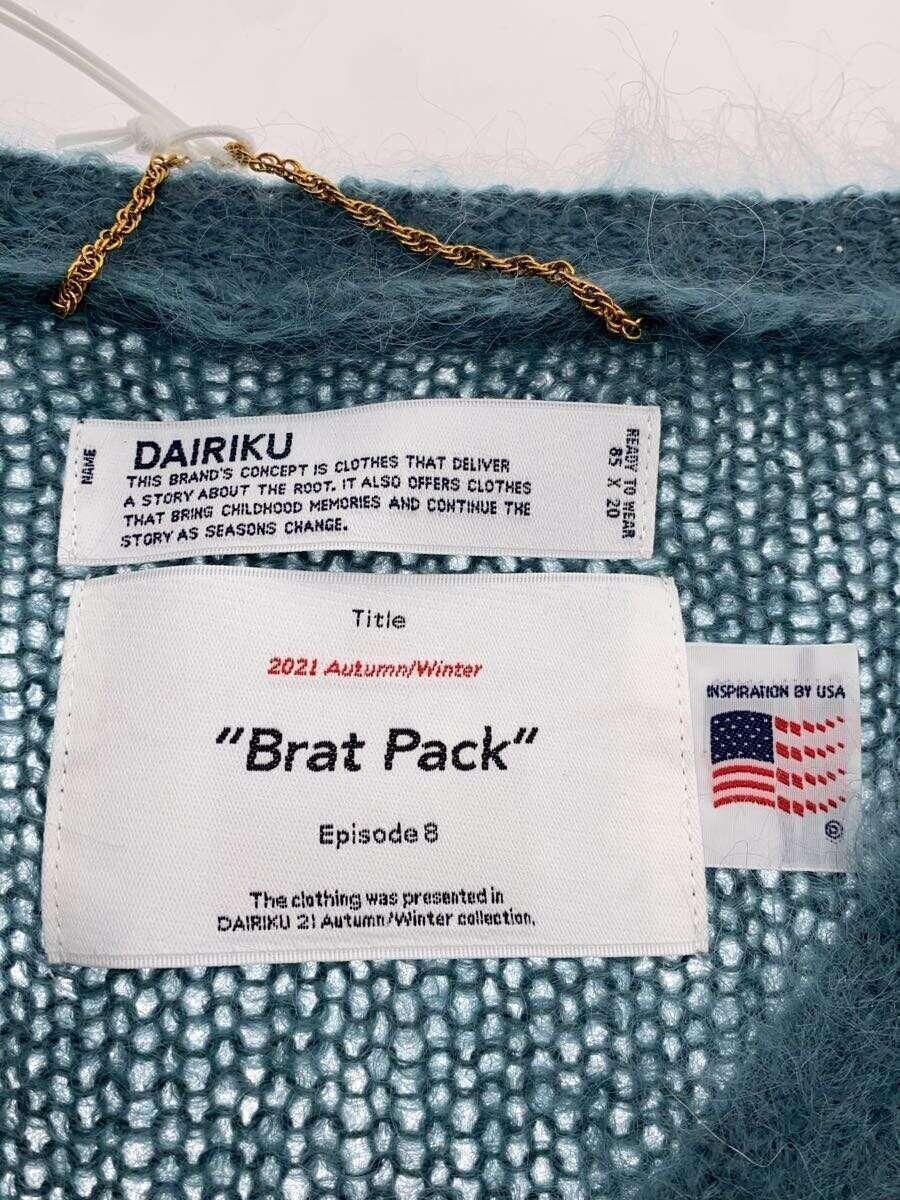 NAME
DAIRIKU
THIS BRAND'S CONCEPT IS CLOTHES THAT DELIVER
A STORY ABOUT THE ROOT. IT ALSO OFFERS CLOTHES
THAT BRING CHILDHOOD MEMORIES AND CONTINUE THE
STORY AS SEASONS CHANGE.
READY TO WEAR
85 X 20
Title
2021 Autumn/Winter
"Brat Pack"
Episode 8
The clothing was presented in
DAIRIKU 21 Autumn/Winter collection.
INSPIRATION BY USA